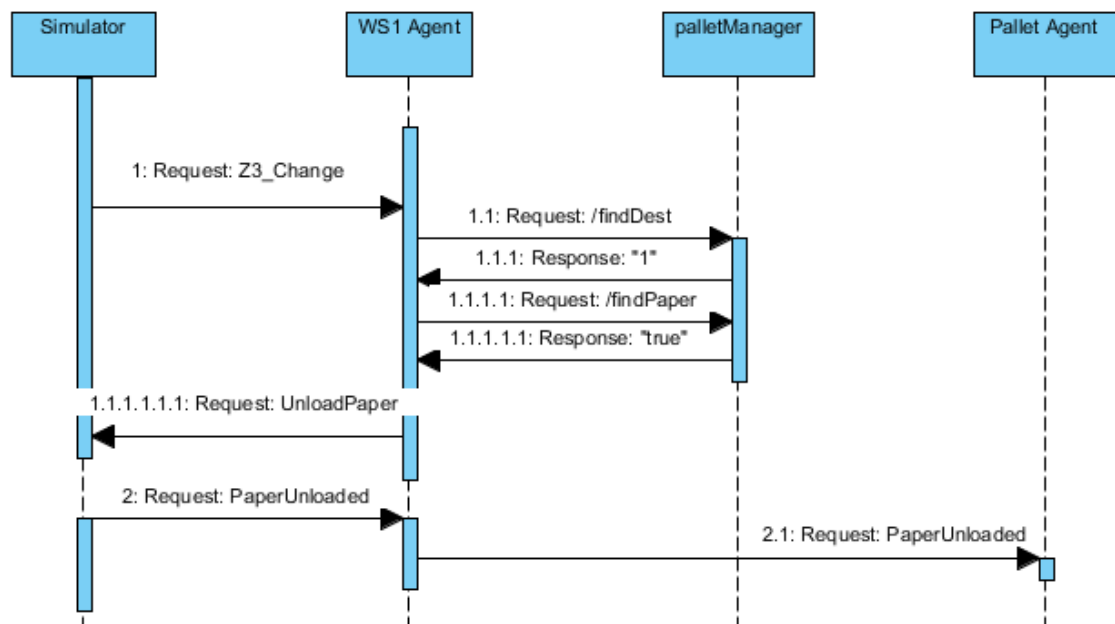 Simulator
WS1 Agent
palletManager
Pallet Agent
1: Request: Z3_Change
1.1: Request: /findDest
1.1.1: Response: "1"
1.1.1.1: Request: /findPaper
1.1.1.1.1: Response: "true"
1.1.1.1.1.1: Request: UnloadPaper
2: Request: PaperUnloaded
2.1: Request: PaperUnloaded